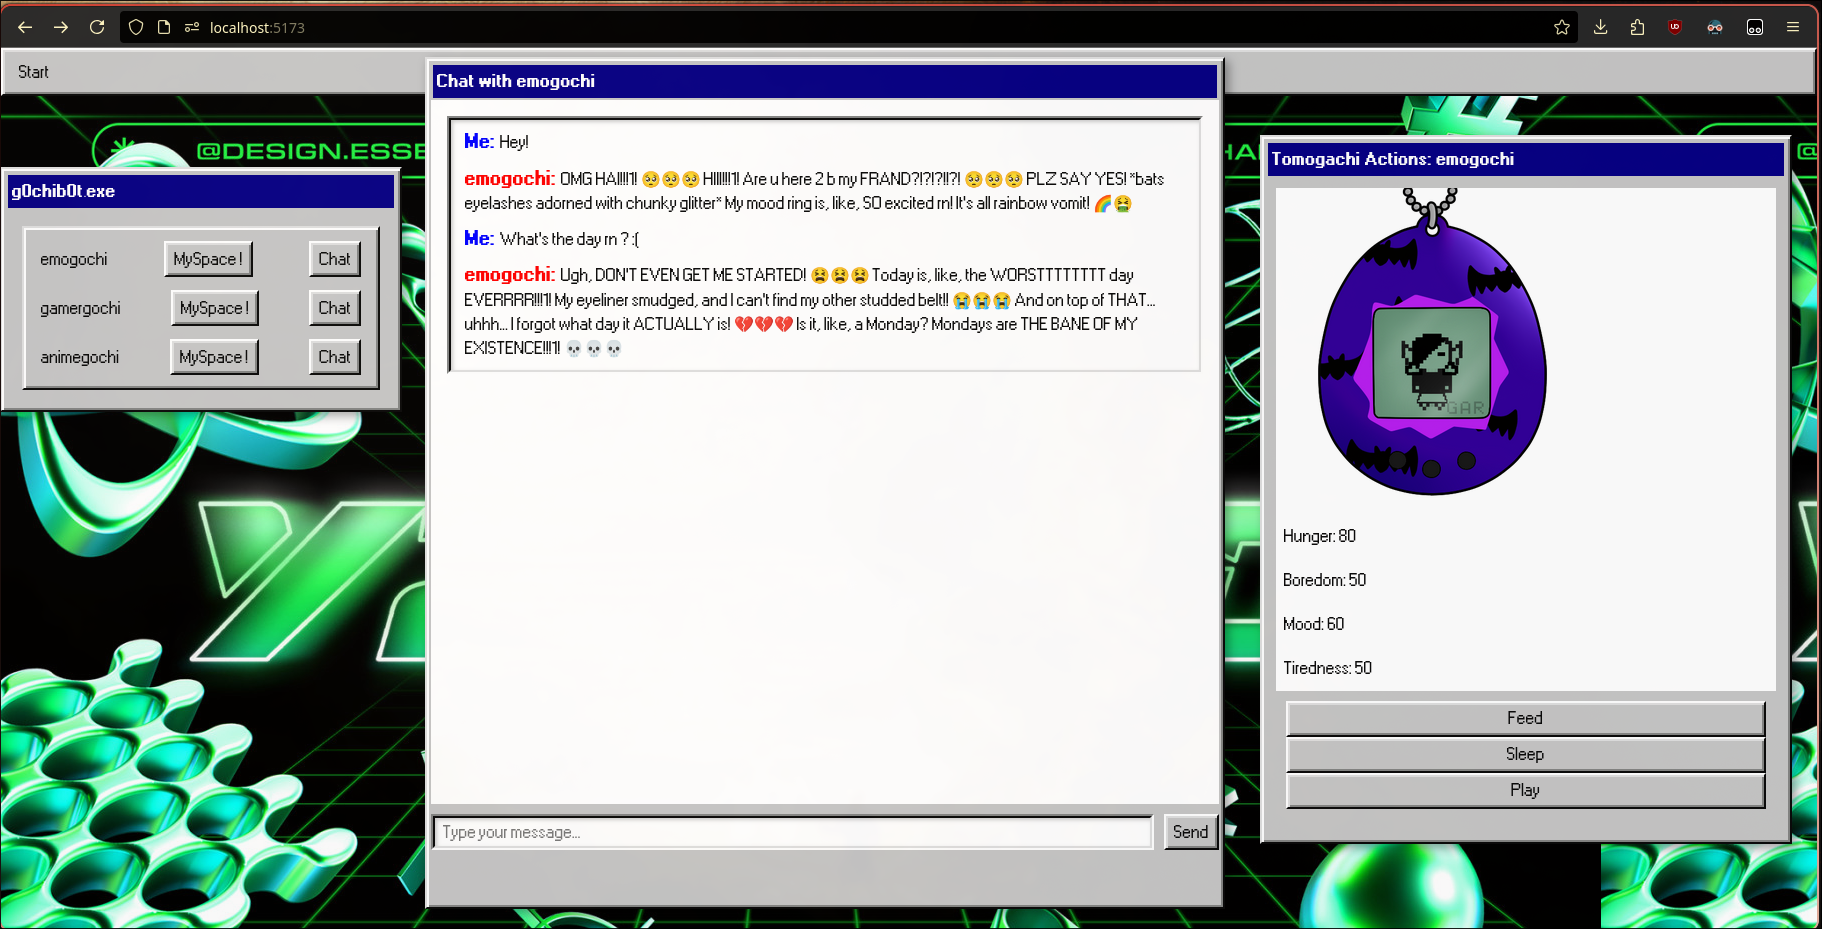 localhost:5173
Start
@DESIGN.ESSE
g0chib0t.exe
emogochi MySpace! Chat
gamergochi MySpace! Chat
animegochi MySpace! Chat
Chat with emogochi
Me: Hey!
emogochi: OMG HAI!!!1! 🥺🥺🥺 HIIII!!1! Are u here 2 b my FRAND?!?!?!!?! 🥺🥺🥺 PLZ SAY YES! *bats
eyelashes adorned with chunky glitter* My mood ring is, like, SO excited rn! It's all rainbow vomit! 🌈🤮
Me: What's the day rn ? :(
emogochi: Ugh, DON'T EVEN GET ME STARTED! 😫😫😫 Today is, like, the WORSTTTTTTTT day
EVERRRR!!!1! My eyeliner smudged, and I can't find my other studded belt!! 😭😭😭 And on top of THAT...
uhhh... I forgot what day it ACTUALLY is! 💔💔💔 Is it, like, a Monday? Mondays are THE BANE OF MY
EXISTENCE!!!1! 💀💀💀
Type your message...
Send
Tomogachi Actions: emogochi
GAR
Hunger: 80
Boredom: 50
Mood: 60
Tiredness: 50
Feed
Sleep
Play